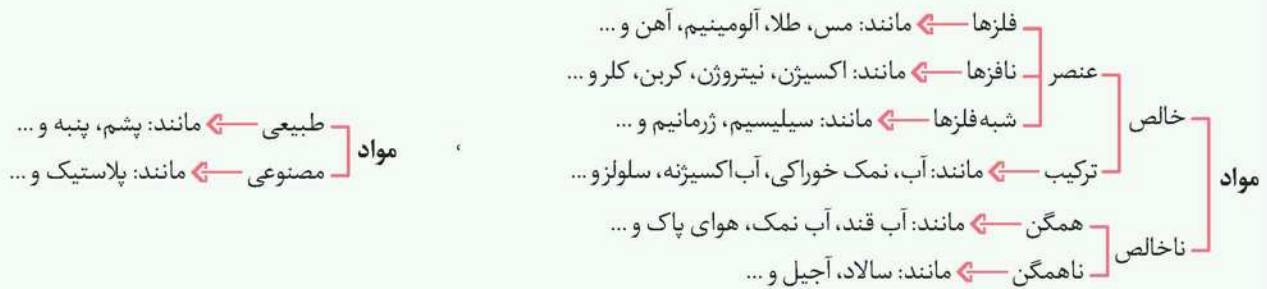 فلزها مانند: مس، طلا، آلومینیم، آهن و ...
عنصر
نافزها مانند: اکسیژن، نیتروژن، کربن، کلر و ...
خالص
شبه‌فلزها مانند: سیلیسیم، ژرمانیم و ...
مواد
ترکیب مانند: آب، نمک خوراکی، آب‌اکسیژنه، سلولز و ...
همگن مانند: آب قند، آب نمک، هوای پاک و ...
ناخالص
ناهمگن مانند: سالاد، آجیل و ...
،
طبیعی مانند: پشم، پنبه و ...
مواد
مصنوعی مانند: پلاستیک و ...